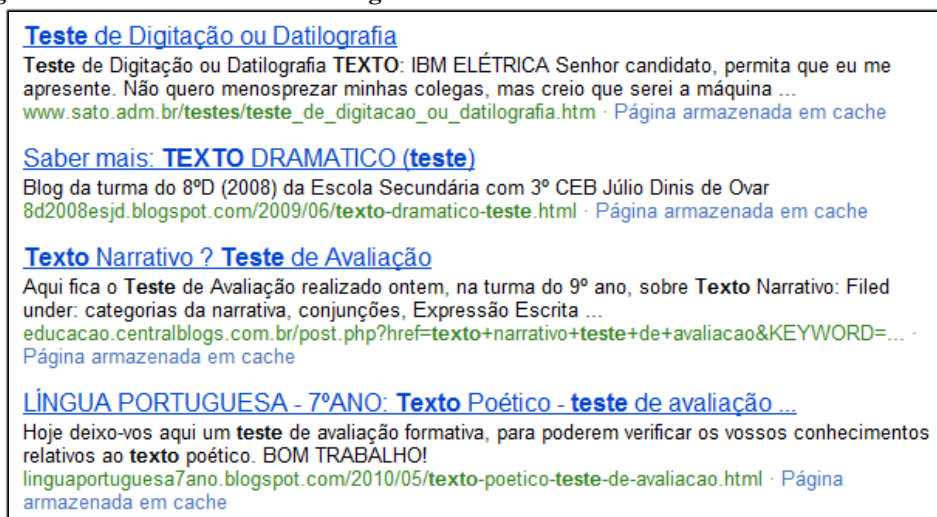 Teste de Digitação ou Datilografia
Teste de Digitação ou Datilografia TEXTO: IBM ELÉTRICA Senhor candidato, permita que eu me
apresente. Não quero menosprezar minhas colegas, mas creio que serei a máquina ...
www.sato.adm.br/testes/teste_de_digitacao_ou_datilografia.htm · Página armazenada em cache
Saber mais: TEXTO DRAMATICO (teste)
Blog da turma do 8ºD (2008) da Escola Secundária com 3º CEB Júlio Dinis de Ovar
8d2008esjd.blogspot.com/2009/06/texto-dramatico-teste.html · Página armazenada em cache
Texto Narrativo ? Teste de Avaliação
Aqui fica o Teste de Avaliação realizado ontem, na turma do 9º ano, sobre Texto Narrativo: Filed
under: categorias da narrativa, conjunções, Expressão Escrita ...
educacao.centralblogs.com.br/post.php?href=texto+narrativo+teste+de+avaliacao&KEYWORD=... ·
Página armazenada em cache
LÍNGUA PORTUGUESA - 7ºANO: Texto Poético - teste de avaliação ...
Hoje deixo-vos aqui um teste de avaliação formativa, para poderem verificar os vossos conhecimentos
relativos ao texto poético. BOM TRABALHO!
linguaportuguesa7ano.blogspot.com/2010/05/texto-poetico-teste-de-avaliacao.html · Página
armazenada em cache